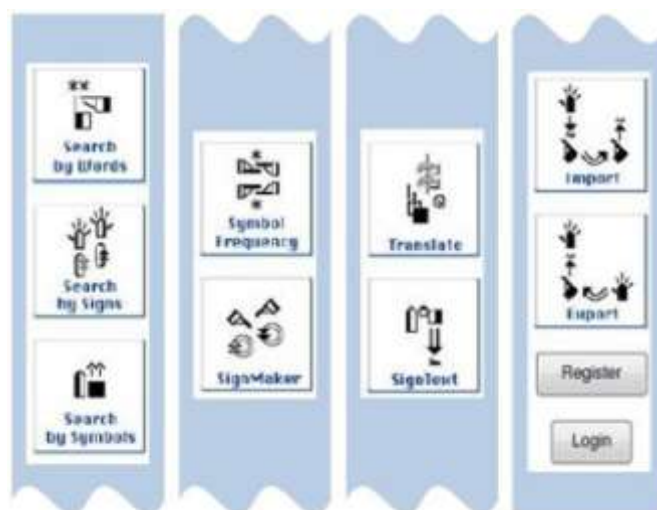 Search
by Words
Search
by Signs
Search
by Symbols
Symbol
Frequency
SignMaker
Translate
SignText
Import
Export
Register
Login